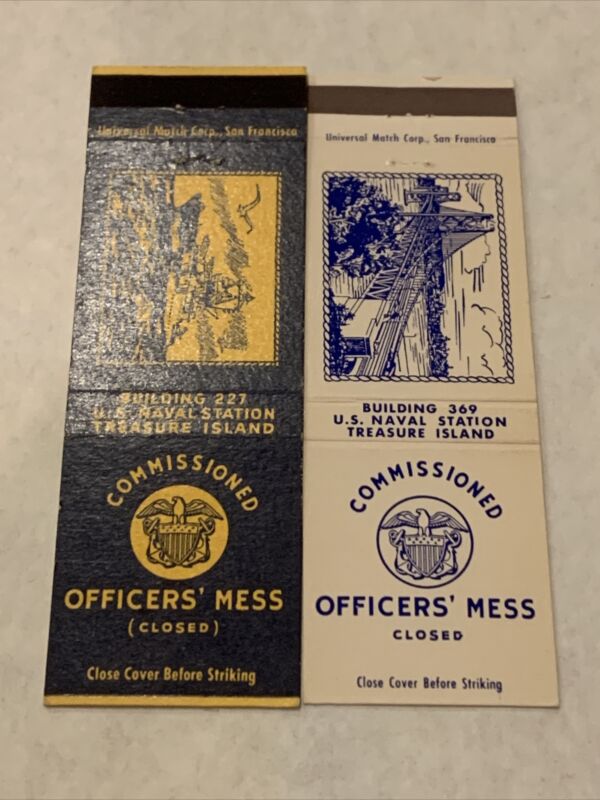 Universal Match Corp., San Francisco
BUILDING 227
U.S. NAVAL STATION
TREASURE ISLAND
COMMISSIONED
OFFICERS' MESS
(CLOSED)
Close Cover Before Striking
Universal Match Corp., San Francisco
BUILDING 369
U.S. NAVAL STATION
TREASURE ISLAND
COMMISSIONED
OFFICERS' MESS
CLOSED
Close Cover Before Striking